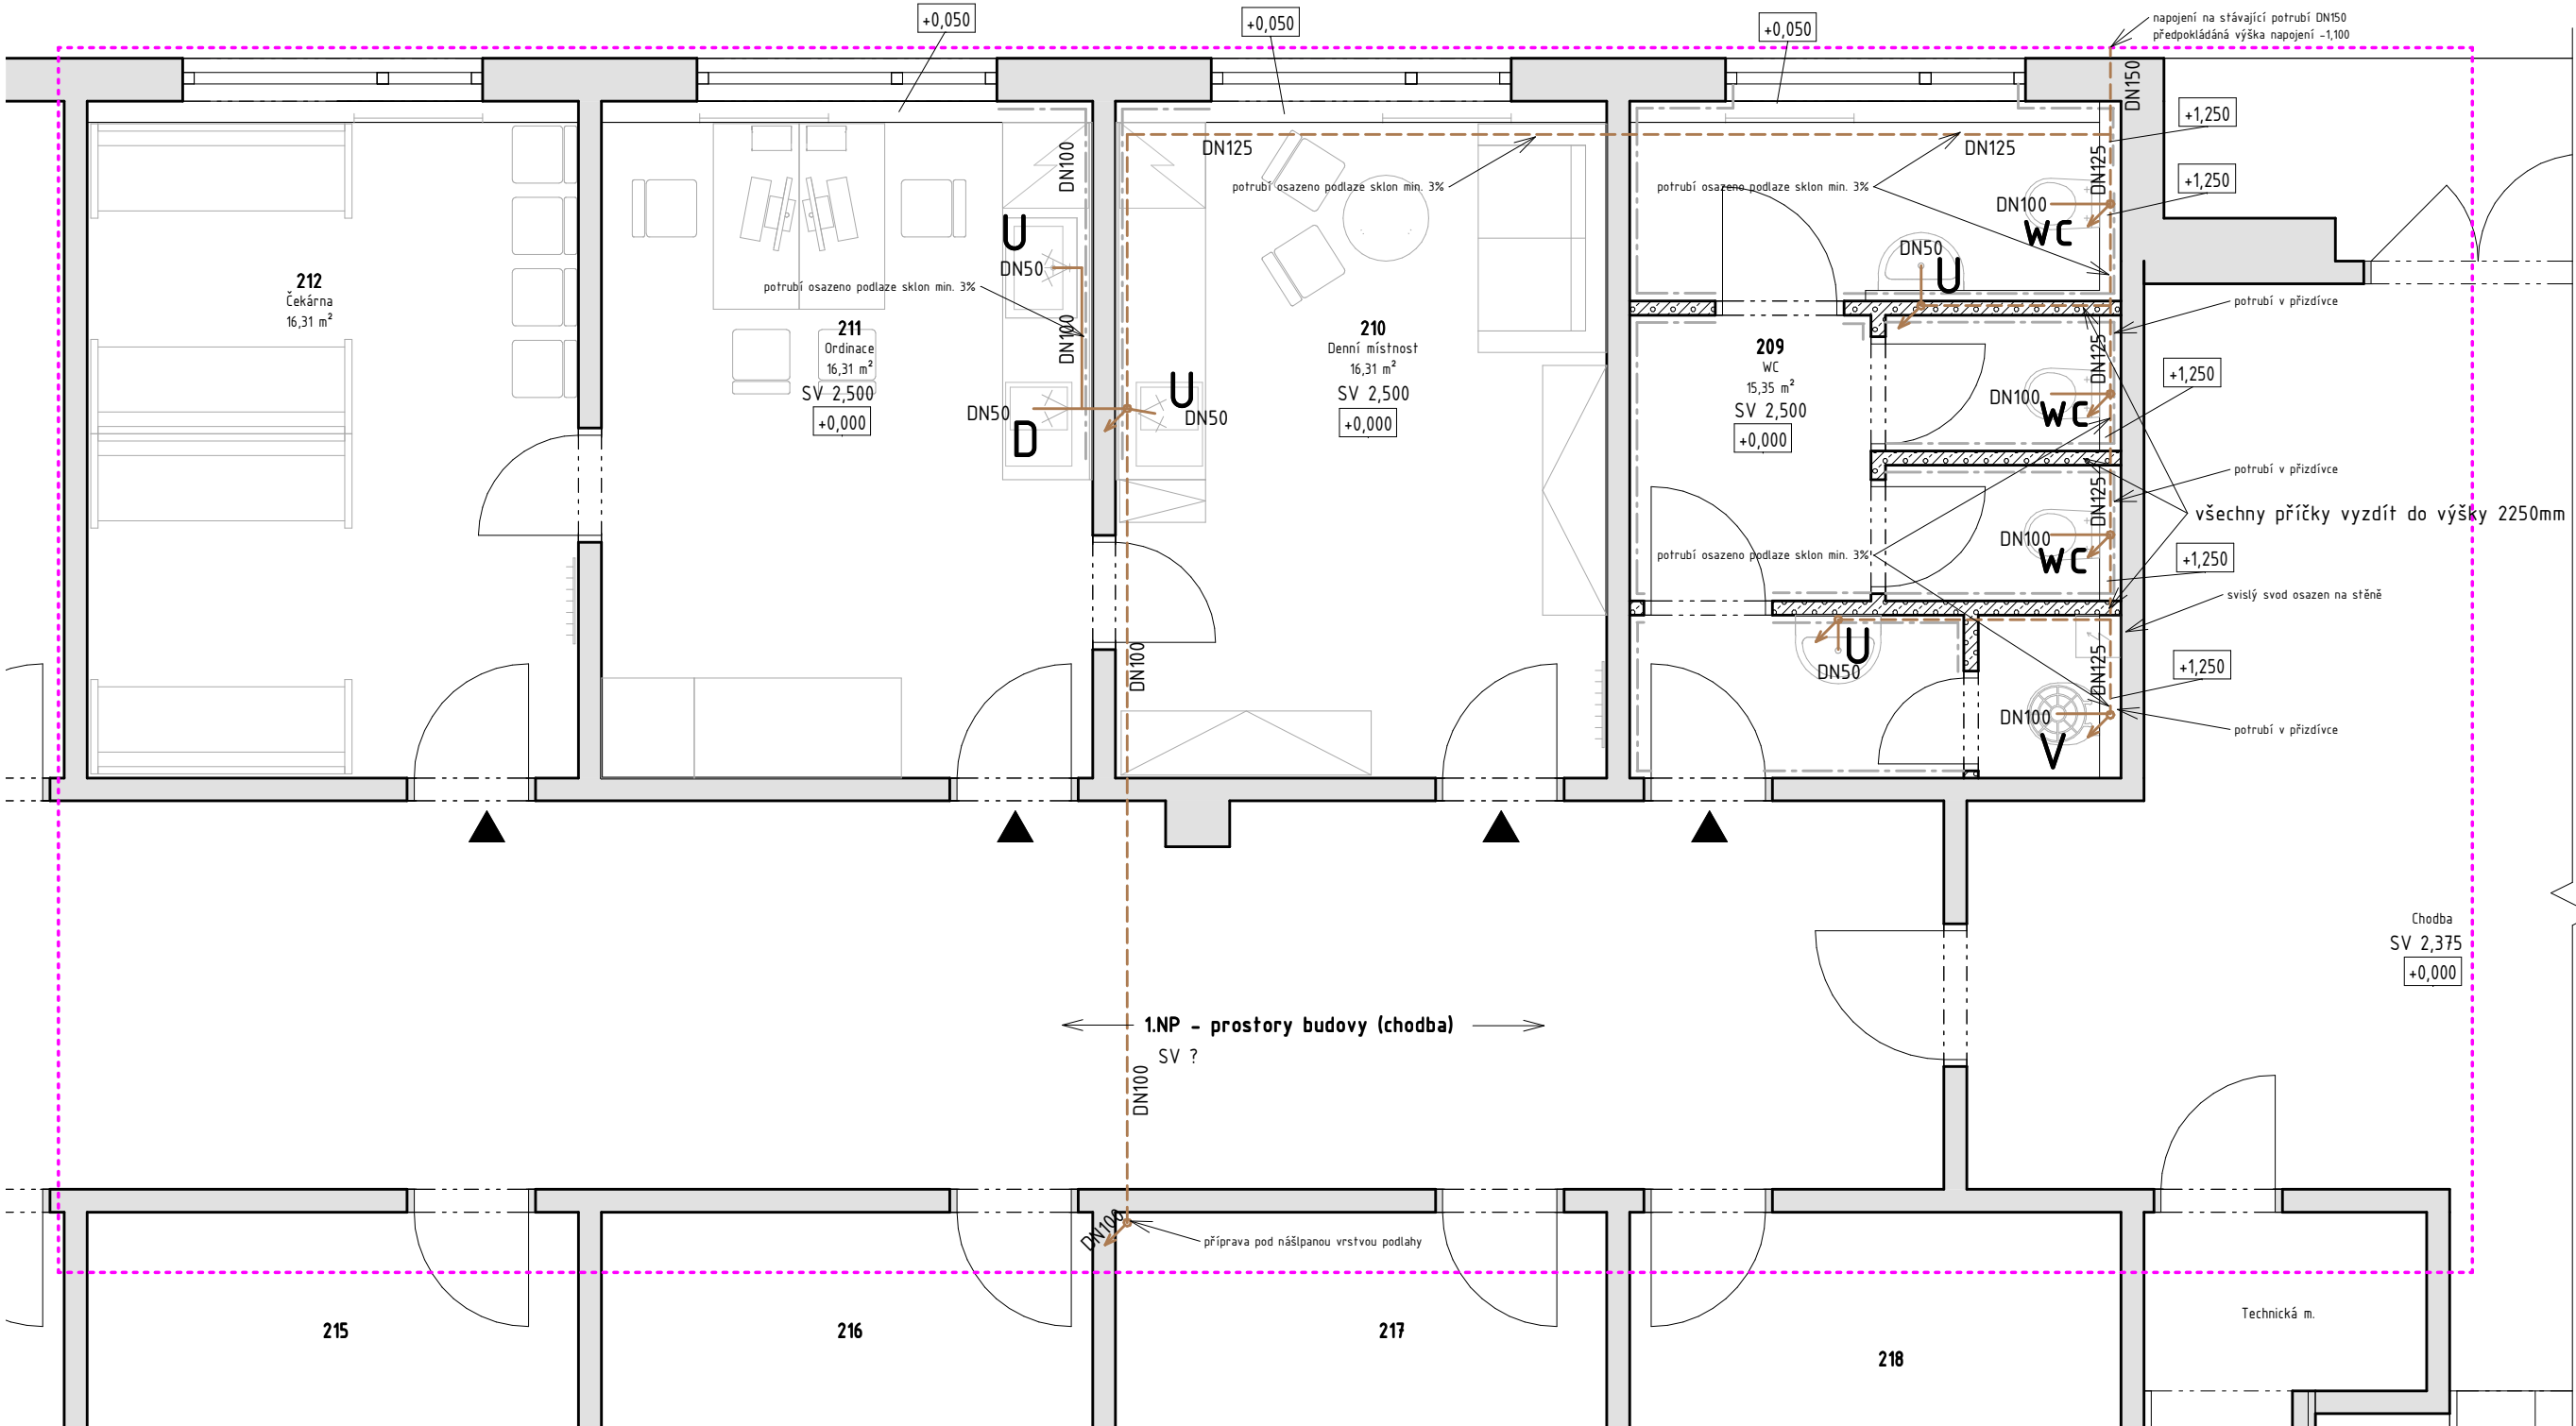 +0,050
+0,050
+0,050
napojení na stávající potrubí DN150
předpokládáná výška napojení -1,100
DN150
+1,250
+1,250
DN100
DN125
potrubí osazeno podlaze sklon min. 3%
DN125
potrubí osazeno podlaze sklon min. 3%
DN125
DN100
WC
DN50
U
U
DN50
potrubí osazeno podlaze sklon min. 3%
212
Čekárna
16,31 m²
211
Ordinace
16,31 m²
SV 2,500
+0,000
DN100
DN50
D
U
DN50
210
Denní místnost
16,31 m²
SV 2,500
+0,000
209
WC
15,35 m²
SV 2,500
+0,000
potrubí v přizdívce
DN125
+1,250
DN100
WC
potrubí v přizdívce
DN125
všechny příčky vyzdít do výšky 2250mm
DN100
WC
potrubí osazeno podlaze sklon min. 3%
+1,250
svislý svod osazen na stěně
U
DN50
DN125
+1,250
DN100
V
potrubí v přizdívce
DN100
Chodba
SV 2,375
+0,000
1.NP - prostory budovy (chodba)
SV ?
DN100
DN100
příprava pod nášlpanou vrstvou podlahy
215
216
217
218
Technická m.